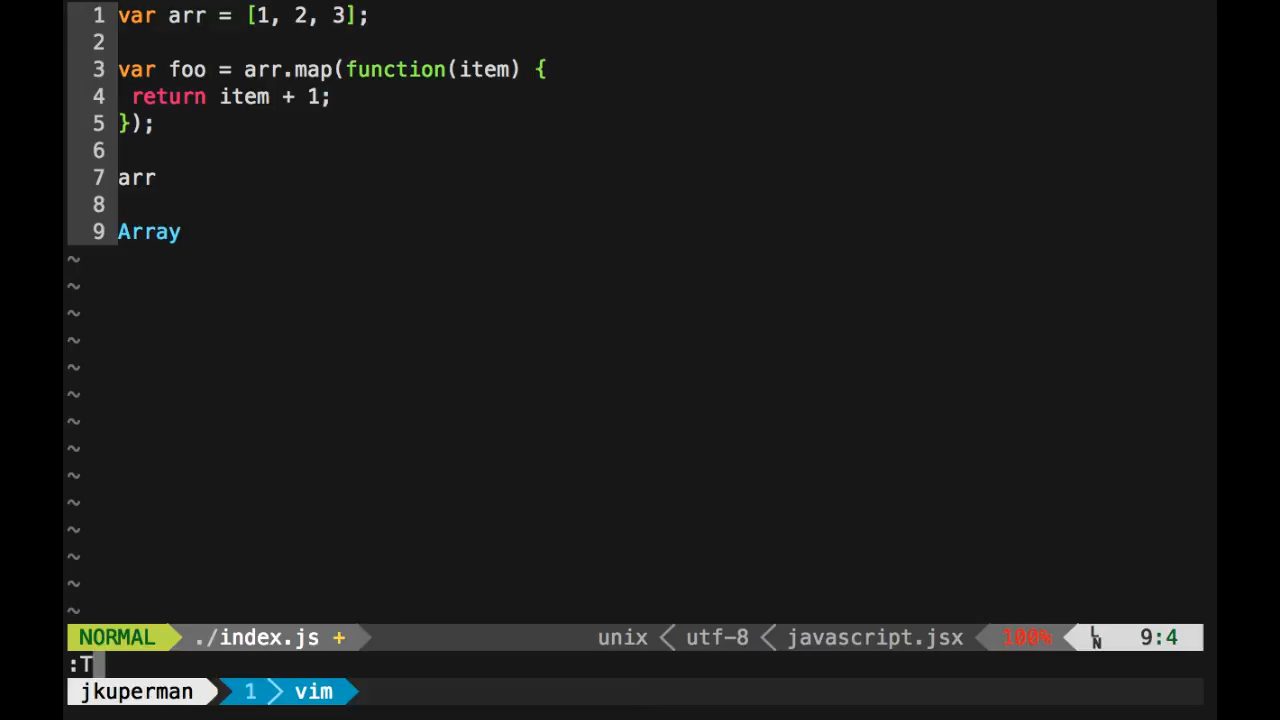 1 var arr = [1, 2, 3];
2
3 var foo = arr.map(function(item) {
4  return item + 1;
5 });
6
7 arr
8
9 Array
~
~
~
~
~
~
~
~
~
~
~
~
~
~
NORMAL ./index.js + unix utf-8 javascript.jsx 100% LN 9:4
:T
jkuperman 1 vim